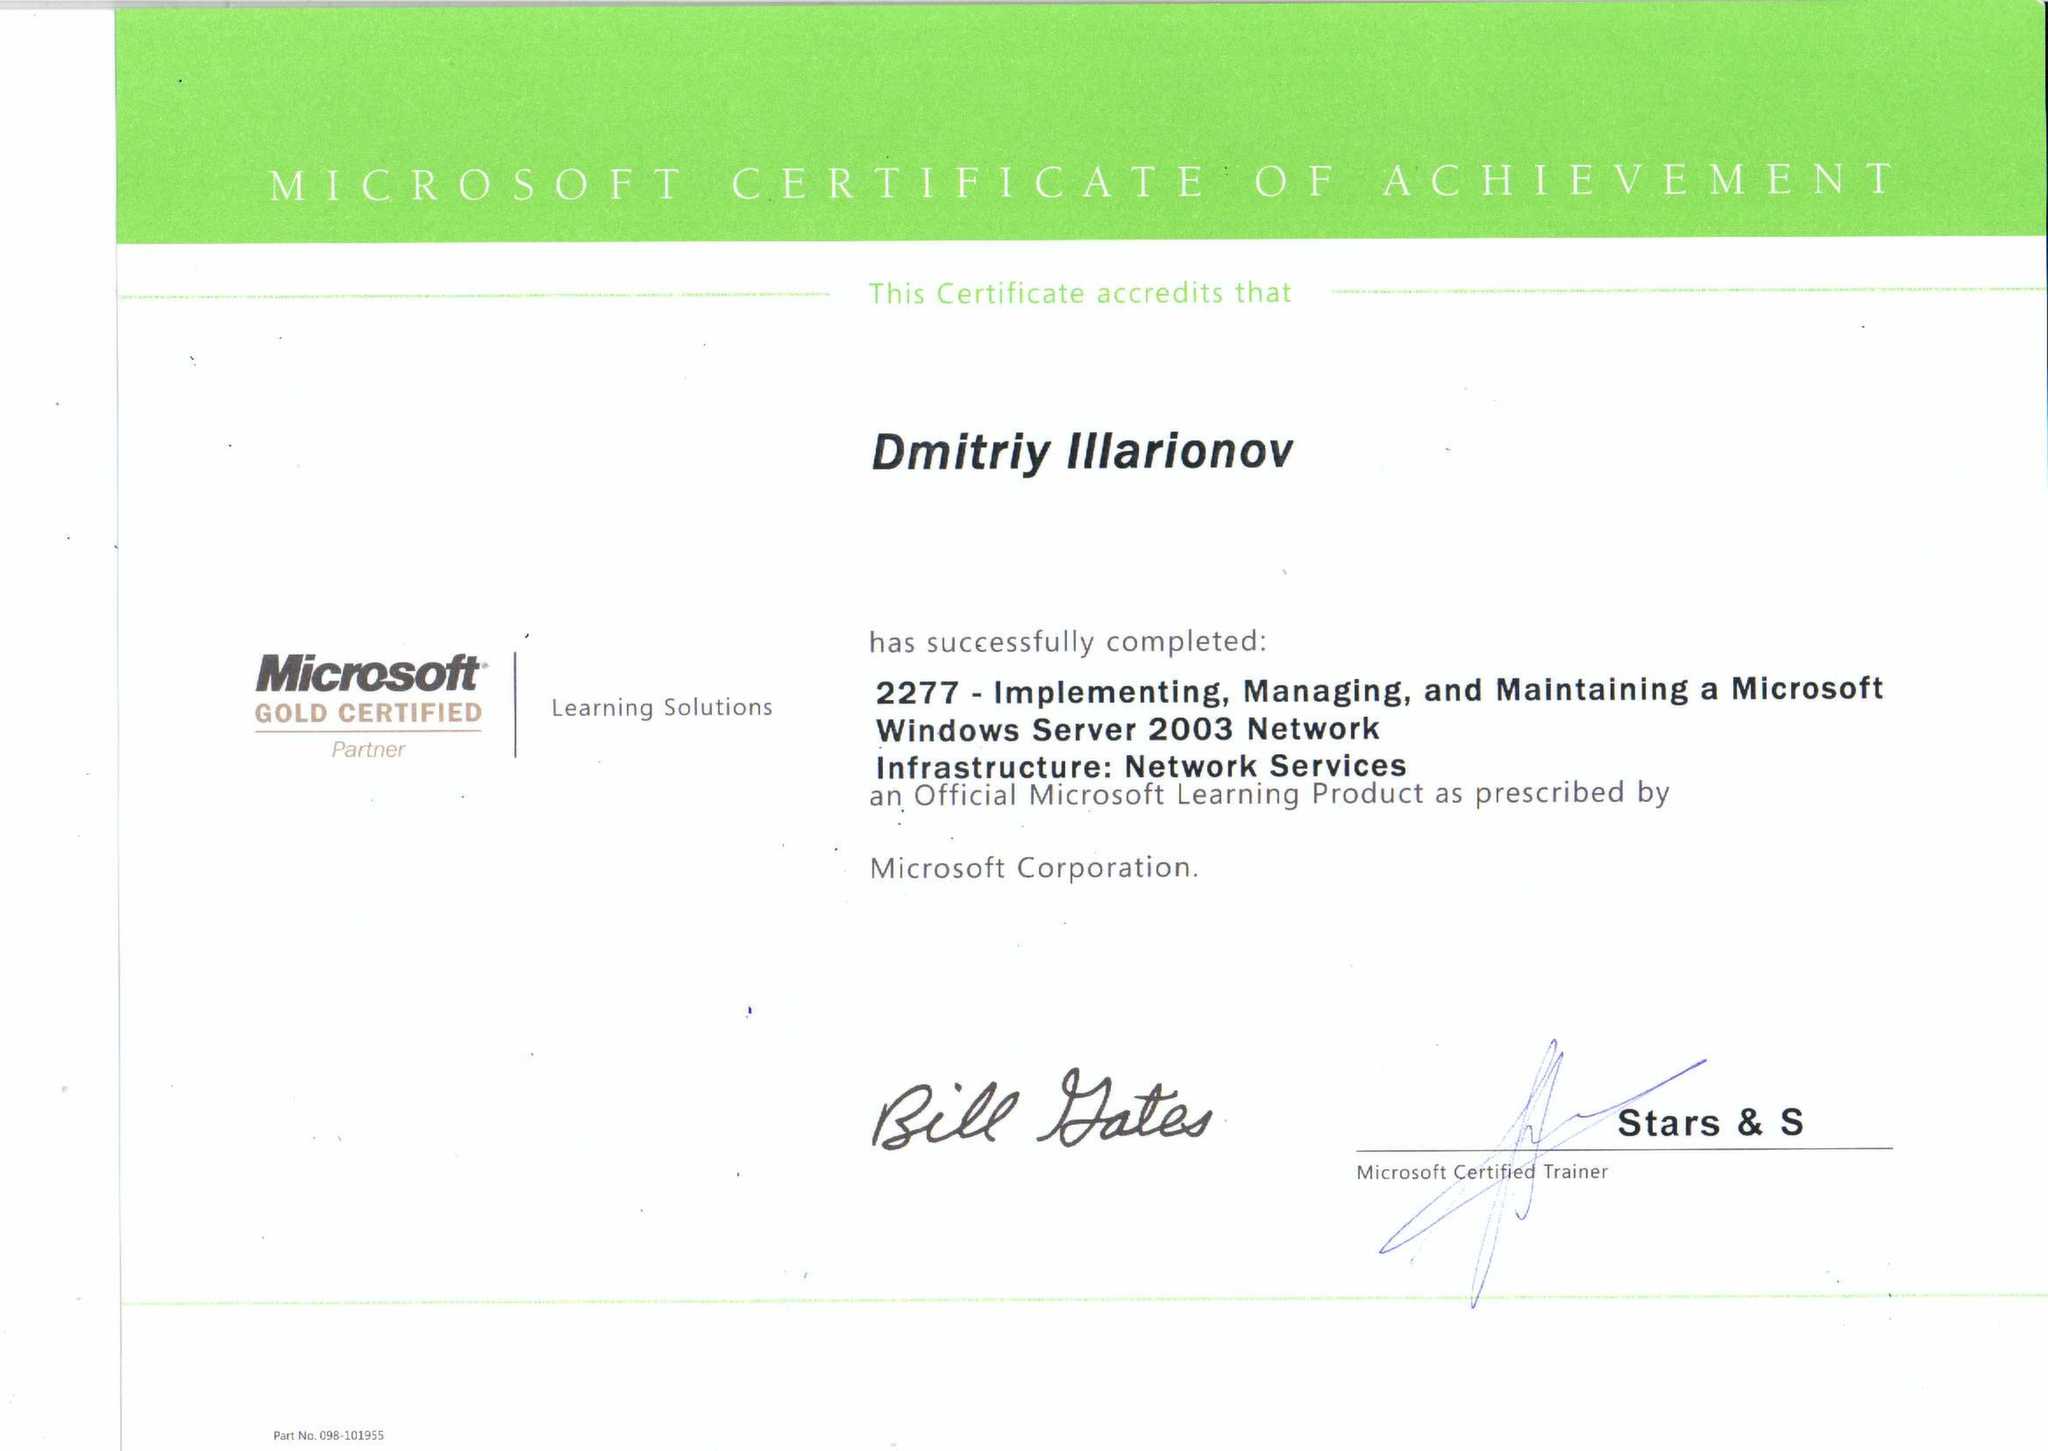 MICROSOFT CERTIFICATE OF ACHIEVEMENT
This Certificate accredits that
Dmitriy Illarionov
has successfully completed:
2277 - Implementing, Managing, and Maintaining a Microsoft
Windows Server 2003 Network
Infrastructure: Network Services
an Official Microsoft Learning Product as prescribed by
Microsoft Corporation.
Microsoft
GOLD CERTIFIED
Partner
Learning Solutions
Bill Gates
Stars & S
Microsoft Certified Trainer
Part No. 098-101955